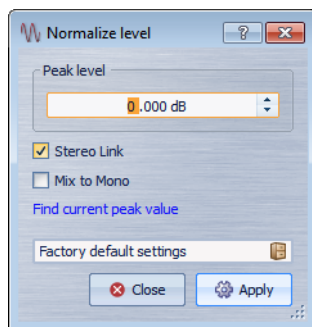 Normalize level
?
Peak level
0.000 dB
Stereo Link
Mix to Mono
Find current peak value
Factory default settings
Close
Apply